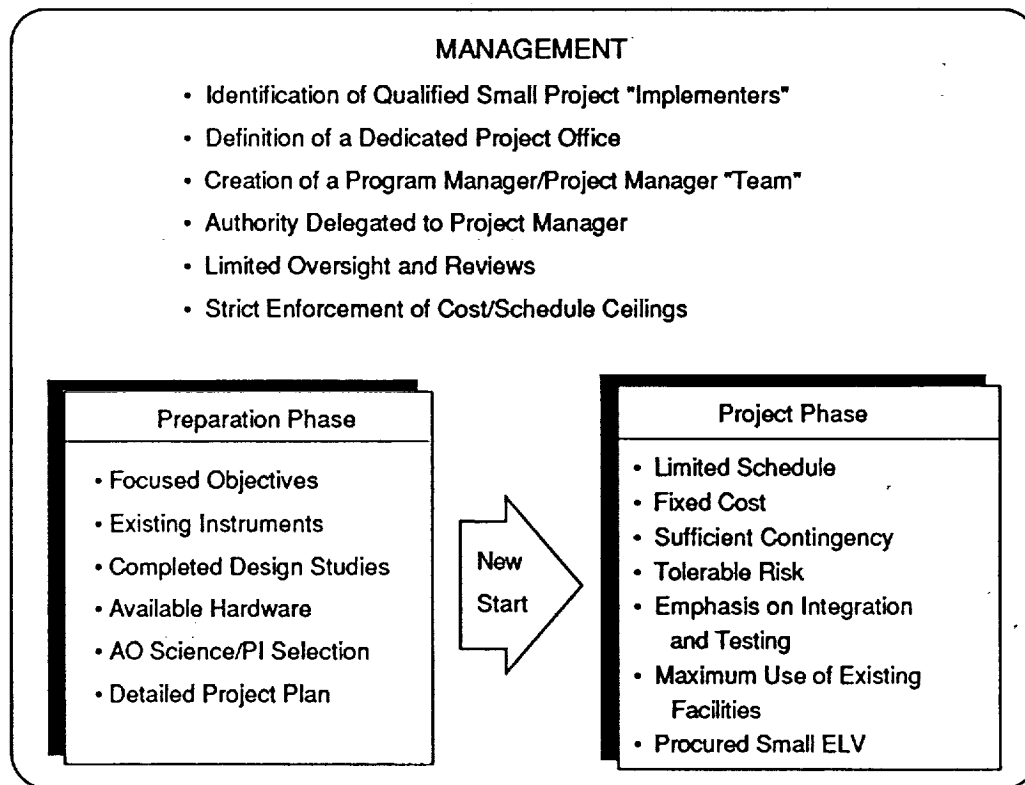 MANAGEMENT
• Identification of Qualified Small Project "Implementers"
• Definition of a Dedicated Project Office
• Creation of a Program Manager/Project Manager "Team"
• Authority Delegated to Project Manager
• Limited Oversight and Reviews
• Strict Enforcement of Cost/Schedule Ceilings
Preparation Phase
• Focused Objectives
• Existing Instruments
• Completed Design Studies
• Available Hardware
• AO Science/PI Selection
• Detailed Project Plan
New
Start
Project Phase
• Limited Schedule
• Fixed Cost
• Sufficient Contingency
• Tolerable Risk
• Emphasis on Integration
and Testing
• Maximum Use of Existing
Facilities
• Procured Small ELV